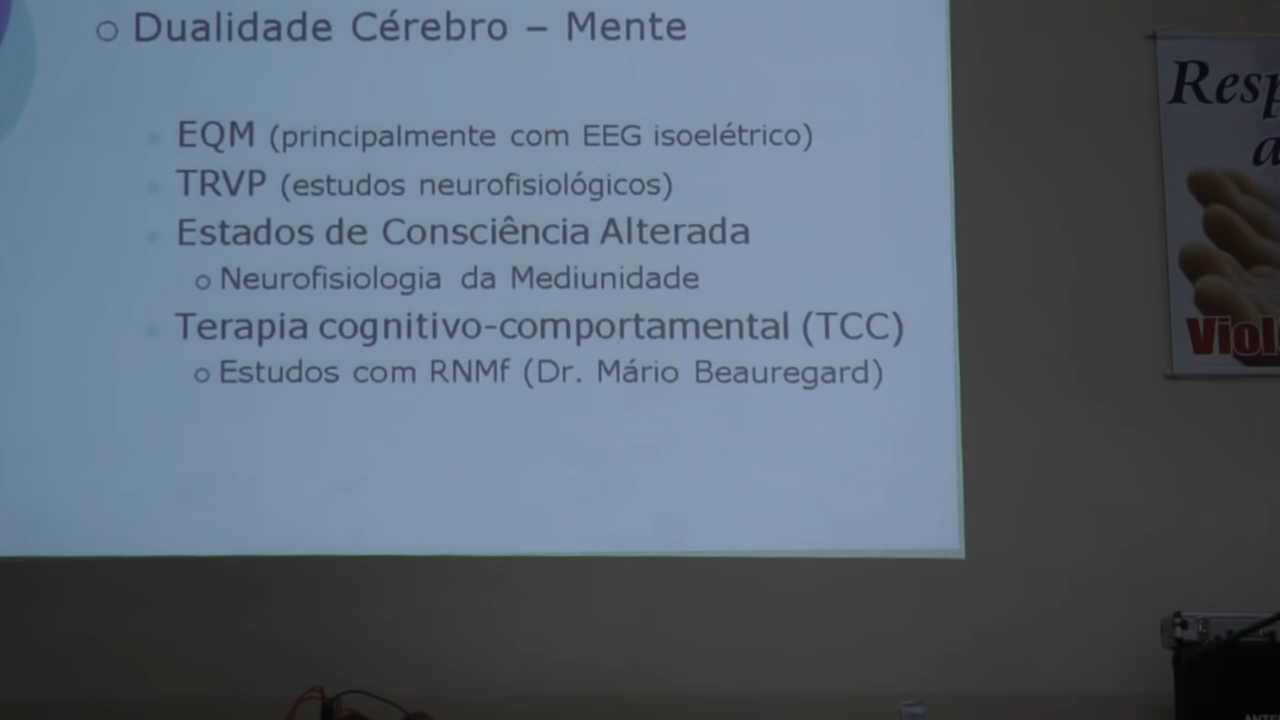 Dualidade Cérebro – Mente
EQM (principalmente com EEG isoelétrico)
TRVP (estudos neurofisiológicos)
Estados de Consciência Alterada
Neurofisiologia da Mediunidade
Terapia cognitivo-comportamental (TCC)
Estudos com RNMf (Dr. Mário Beauregard)
Resp
a
Viol